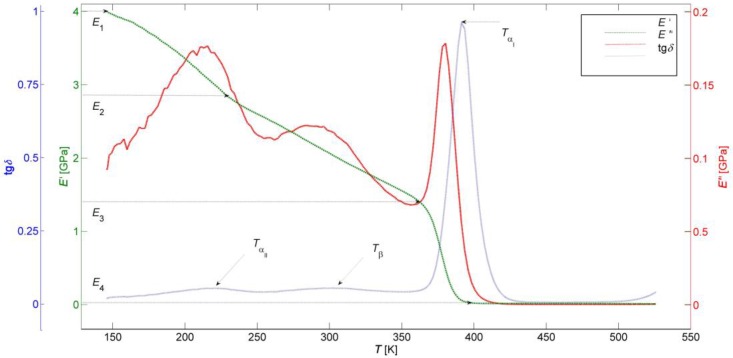 1
0.75
0.5
0.25
0
tgδ
4
3
2
1
0
E' [GPa]
E₁
E₂
E₃
E₄
T αII
Tβ
T αI
E'
E"
tgδ
0.2
0.15
0.1
0.05
0
E" [GPa]
150 200 250 300 350 400 450 500 550
T [K]